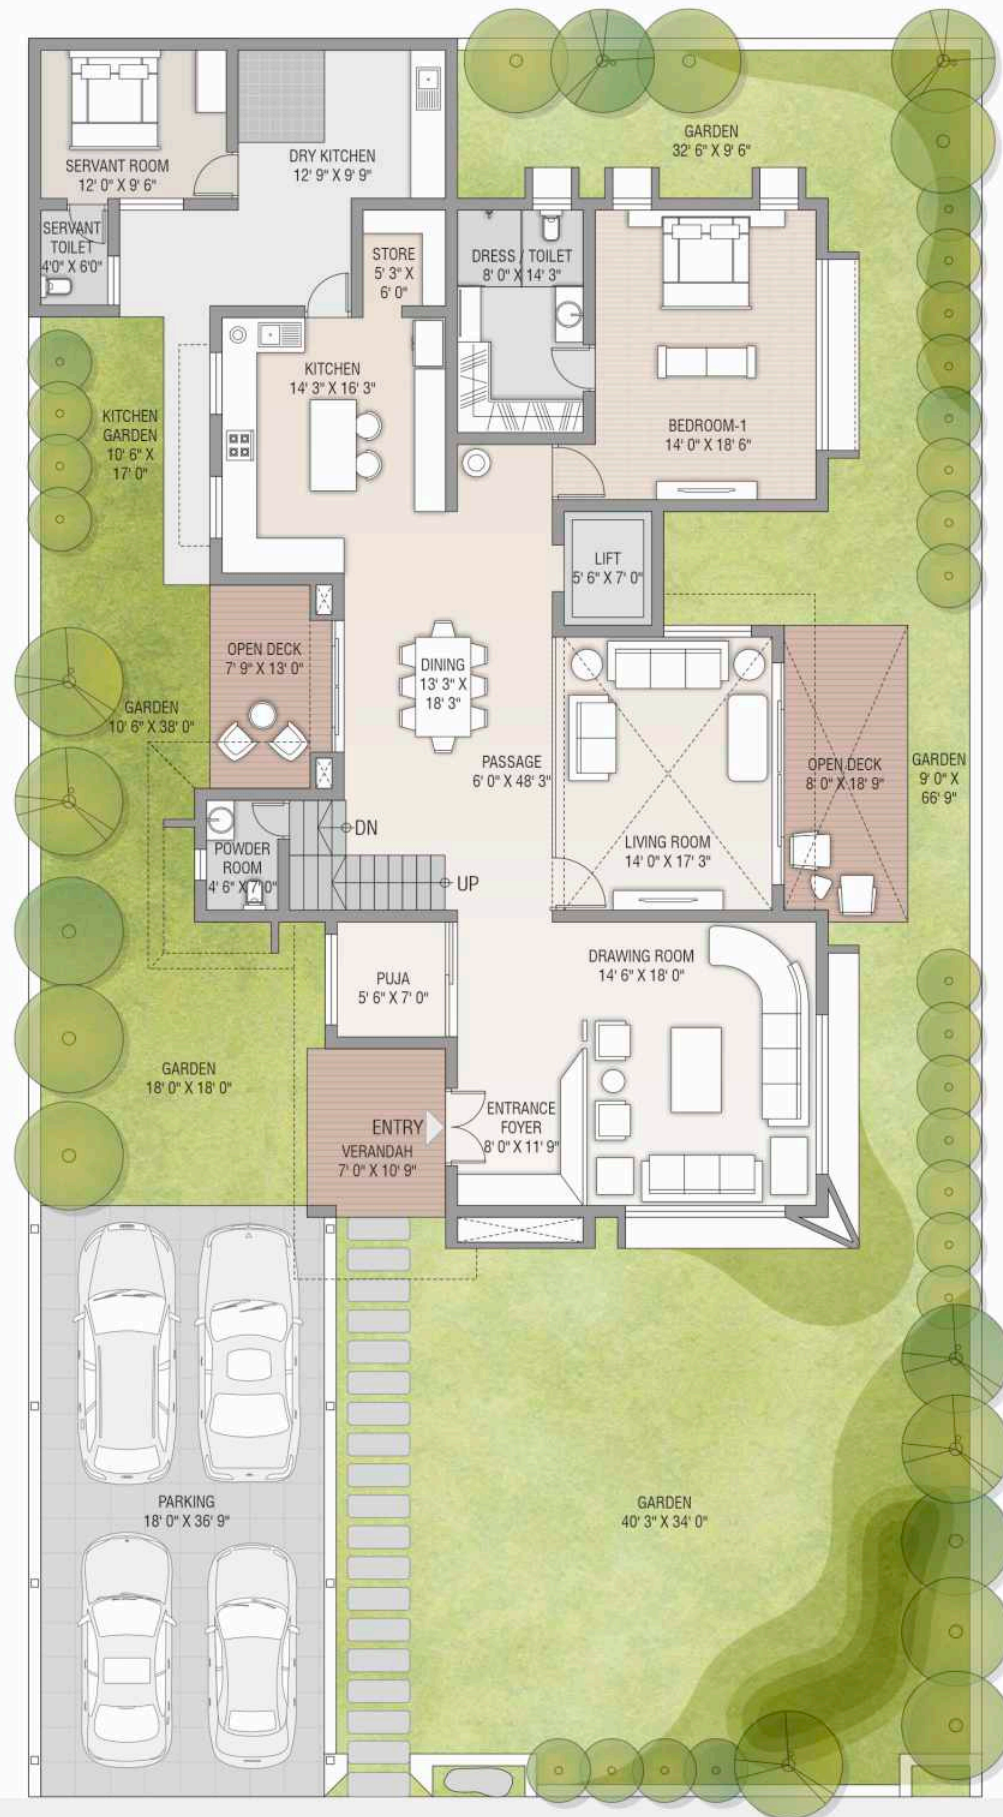 SERVANT ROOM
12' 0" X 9' 6"
DRY KITCHEN
12' 9" X 9' 9"
GARDEN
32' 6" X 9' 6"
SERVANT
TOILET
4'0" X 6'0"
STORE
5' 3" X
6' 0"
DRESS / TOILET
8' 0" X 14' 3"
KITCHEN
14' 3" X 16' 3"
KITCHEN
GARDEN
10' 6" X
17' 0"
BEDROOM-1
14' 0" X 18' 6"
LIFT
5' 6" X 7' 0"
OPEN DECK
7' 9" X 13' 0"
DINING
13' 3" X
18' 3"
GARDEN
10' 6" X 38' 0"
PASSAGE
6' 0" X 48' 3"
OPEN DECK
8' 0" X 18' 9"
GARDEN
9' 0" X
66' 9"
LIVING ROOM
14' 0" X 17' 3"
DN
POWDER
ROOM
4' 6" X 7' 0"
UP
DRAWING ROOM
14' 6" X 18' 0"
PUJA
5' 6" X 7' 0"
GARDEN
18' 0" X 18' 0"
ENTRY
VERANDAH
7' 0" X 10' 9"
ENTRANCE
FOYER
8' 0" X 11' 9"
PARKING
18' 0" X 36' 9"
GARDEN
40' 3" X 34' 0"